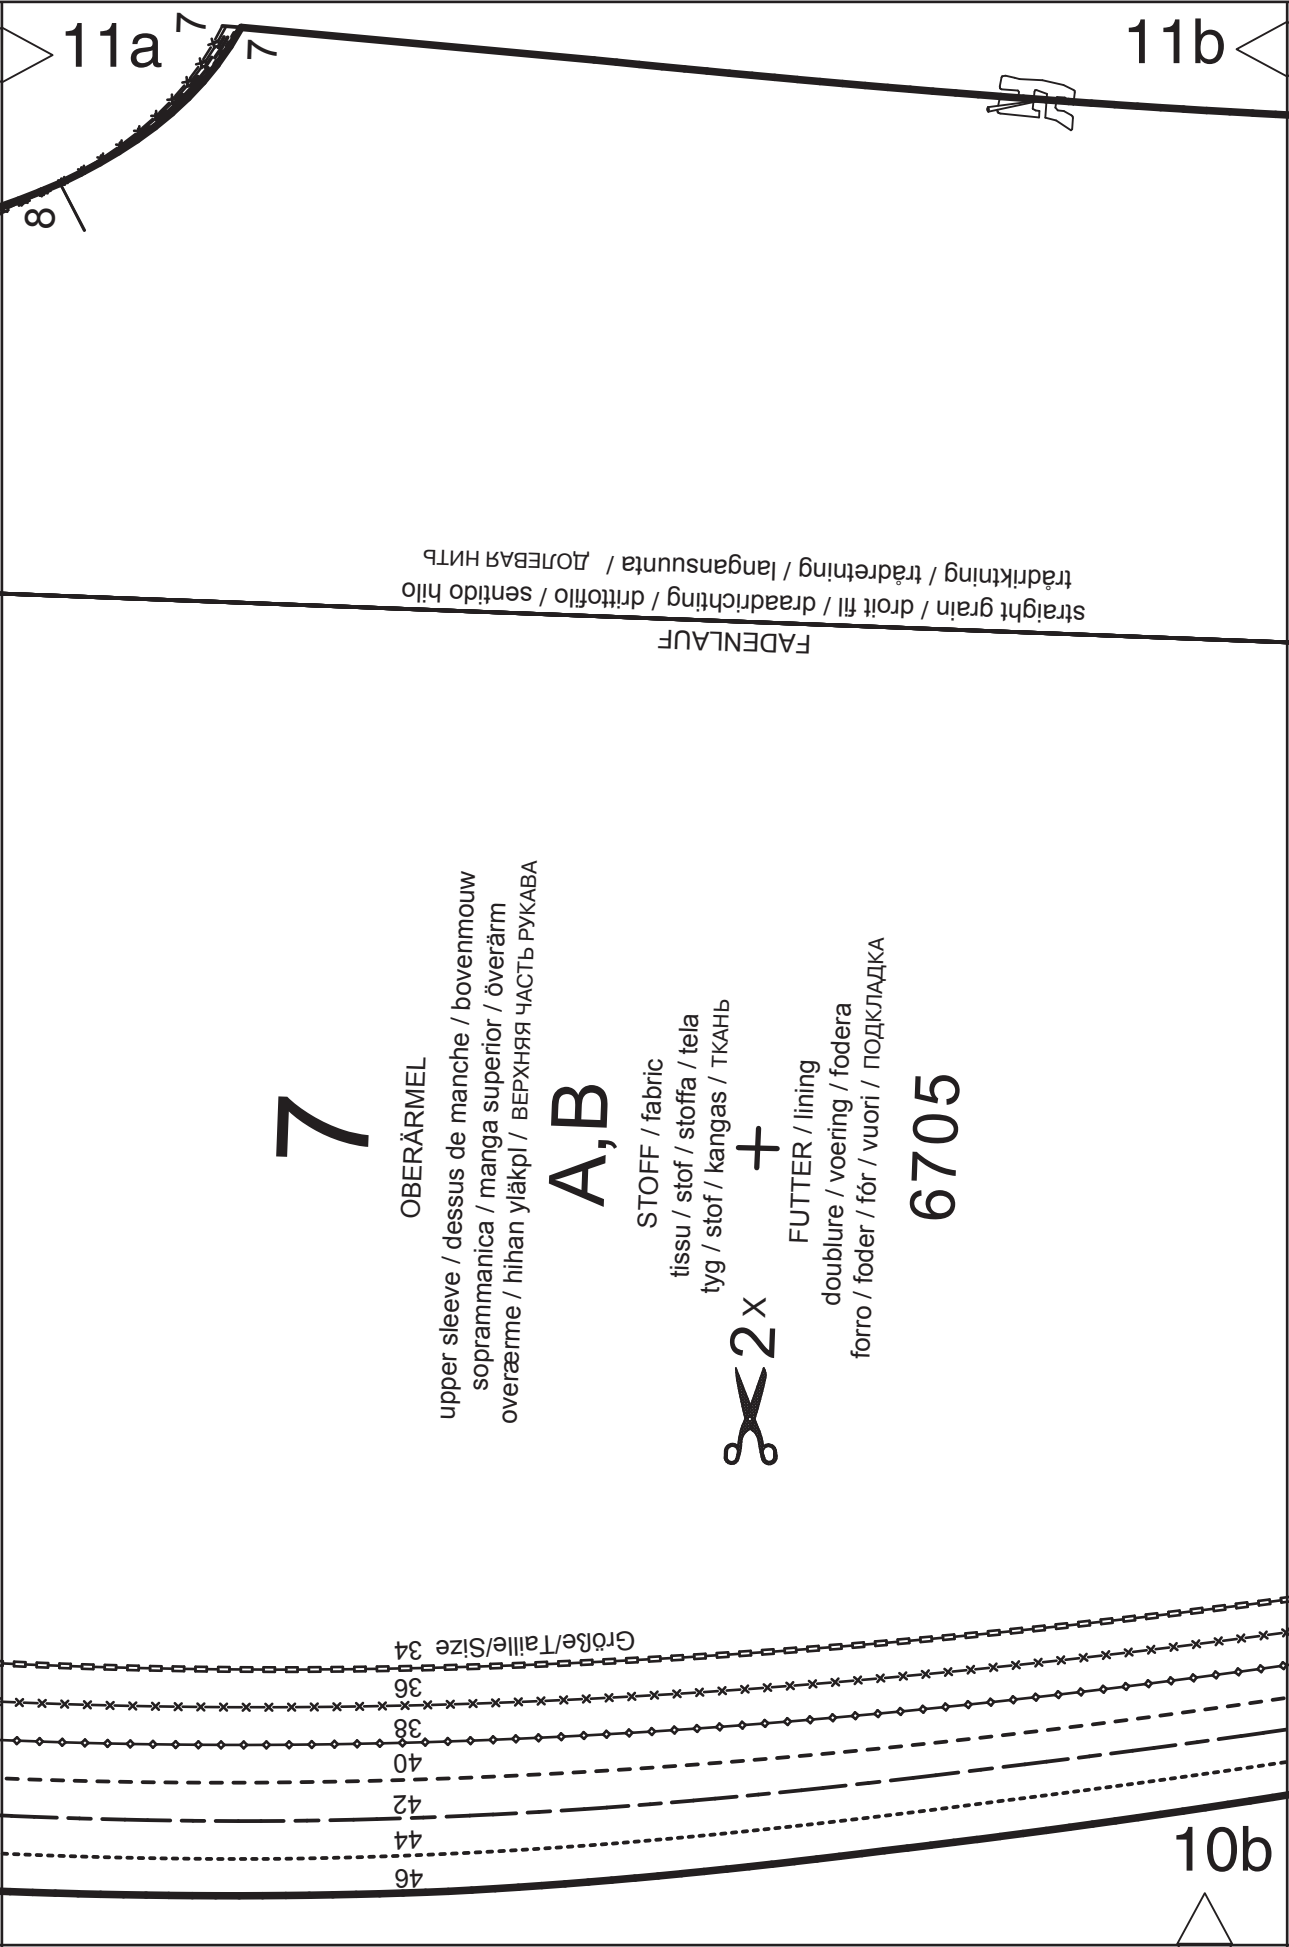 11a
7
7
11b
8
FADENLAUF
straight grain / droit fil / draadrichting / drittofilo / sentido hilo
trådriktning / trådretning / langansuunta / ДОЛЕВАЯ НИТЬ
7
OBERÄRMEL
upper sleeve / dessus de manche / bovenmouw
soprammanica / manga superior / överärm
overærme / hihan yläkpl / ВЕРХНЯЯ ЧАСТЬ РУКАВА
A,B
STOFF / fabric
tissu / stof / stoffa / tela
tyg / stof / kangas / ТКАНЬ
2x +
FUTTER / lining
doublure / voering / fodera
forro / foder / fór / vuori / ПОДКЛАДКА
6705
Größe/Taille/Size 34
36
38
40
42
44
46
10b